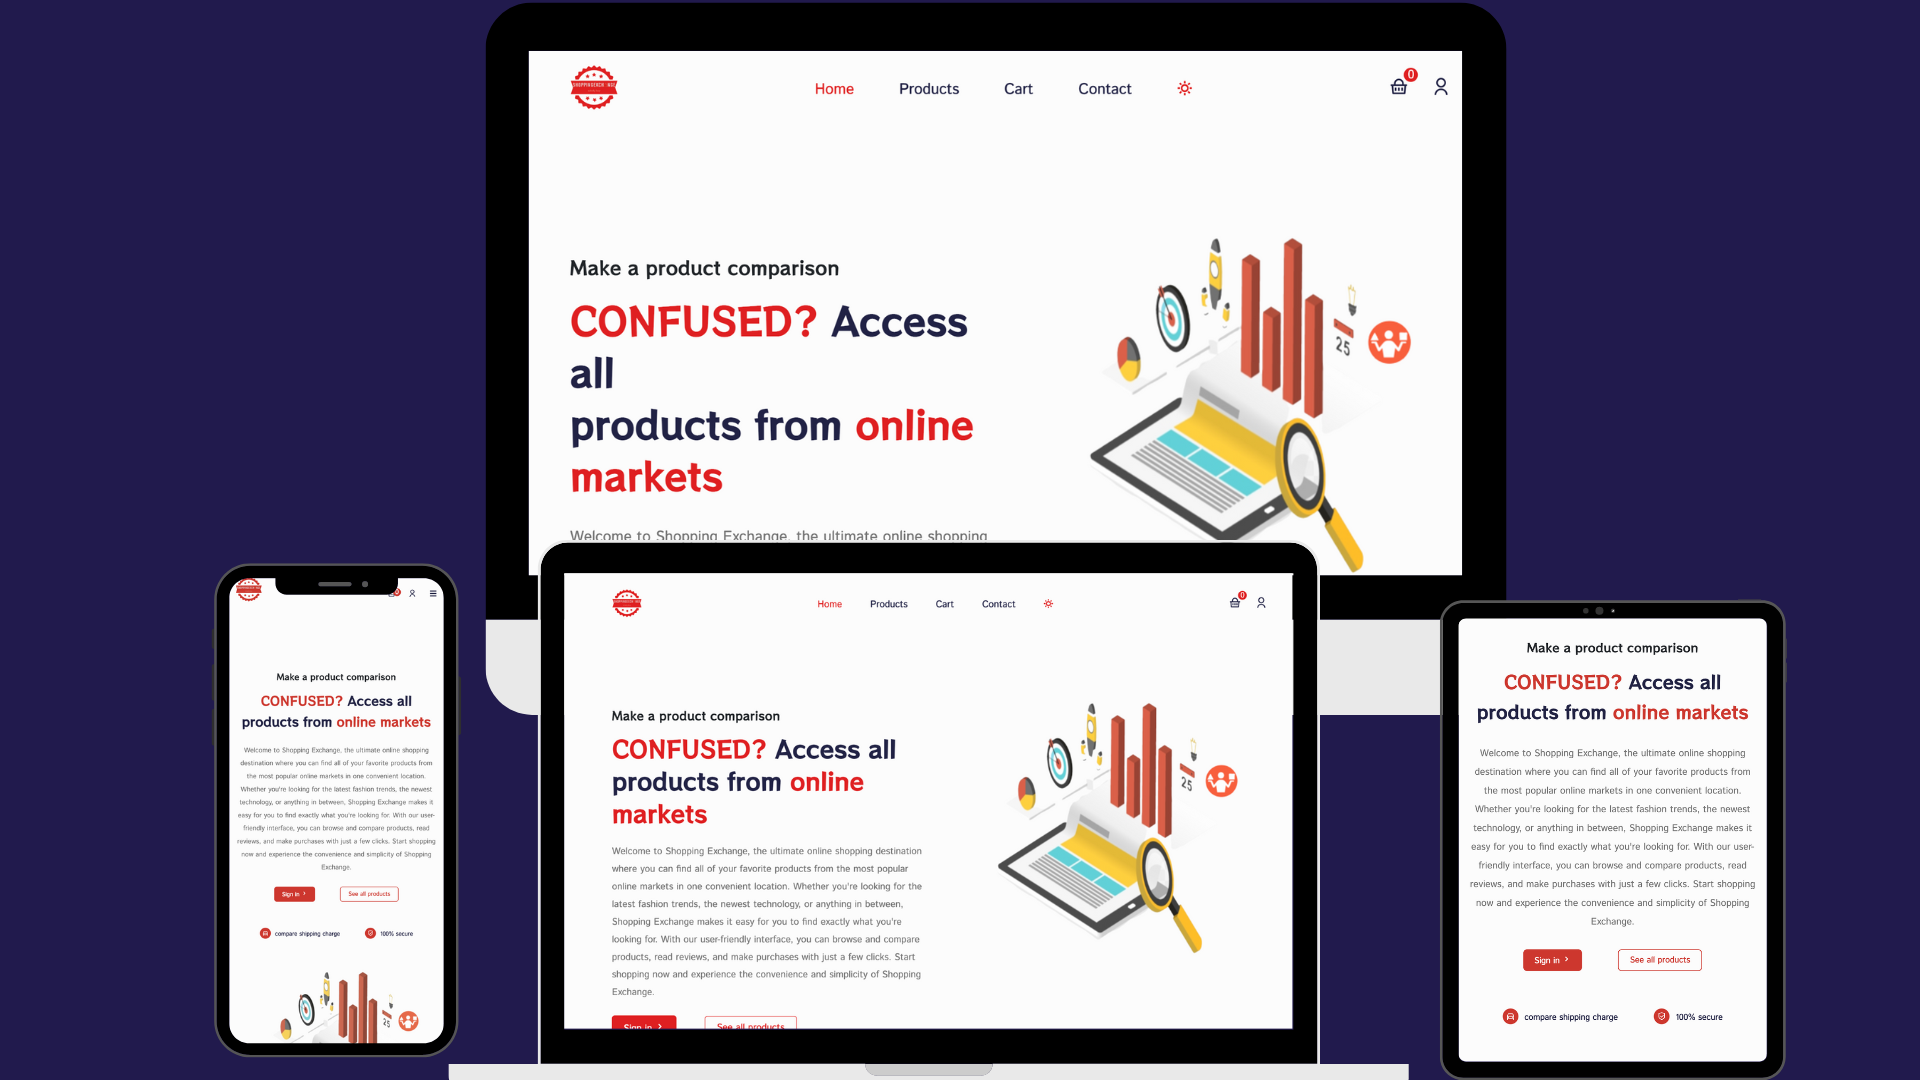 Home Products Cart Contact 0
Make a product comparison
CONFUSED? Access
all
products from online
markets
Welcome to Shopping Exchange, the ultimate online shopping
25
Make a product comparison
CONFUSED? Access all
products from online markets
Welcome to Shopping Exchange, the ultimate online shopping
destination where you can find all of your favorite products from
the most popular online markets in one convenient location.
Whether you're looking for the latest fashion trends, the newest
technology, or anything in between, Shopping Exchange makes it
easy for you to find exactly what you're looking for. With our user-
friendly interface, you can browse and compare products, read
reviews, and make purchases with just a few clicks. Start shopping
now and experience the convenience and simplicity of Shopping
Exchange.
Sign in See all products
compare shipping charge 100% secure
25
Home Products Cart Contact 0
Make a product comparison
CONFUSED? Access all
products from online
markets
Welcome to Shopping Exchange, the ultimate online shopping destination
where you can find all of your favorite products from the most popular
online markets in one convenient location. Whether you're looking for the
latest fashion trends, the newest technology, or anything in between,
Shopping Exchange makes it easy for you to find exactly what you're
looking for. With our user-friendly interface, you can browse and compare
products, read reviews, and make purchases with just a few clicks. Start
shopping now and experience the convenience and simplicity of Shopping
Exchange.
Sign in See all products
25
Make a product comparison
CONFUSED? Access all
products from online markets
Welcome to Shopping Exchange, the ultimate online shopping
destination where you can find all of your favorite products from
the most popular online markets in one convenient location.
Whether you're looking for the latest fashion trends, the newest
technology, or anything in between, Shopping Exchange makes it
easy for you to find exactly what you're looking for. With our user-
friendly interface, you can browse and compare products, read
reviews, and make purchases with just a few clicks. Start shopping
now and experience the convenience and simplicity of Shopping
Exchange.
Sign in See all products
compare shipping charge 100% secure